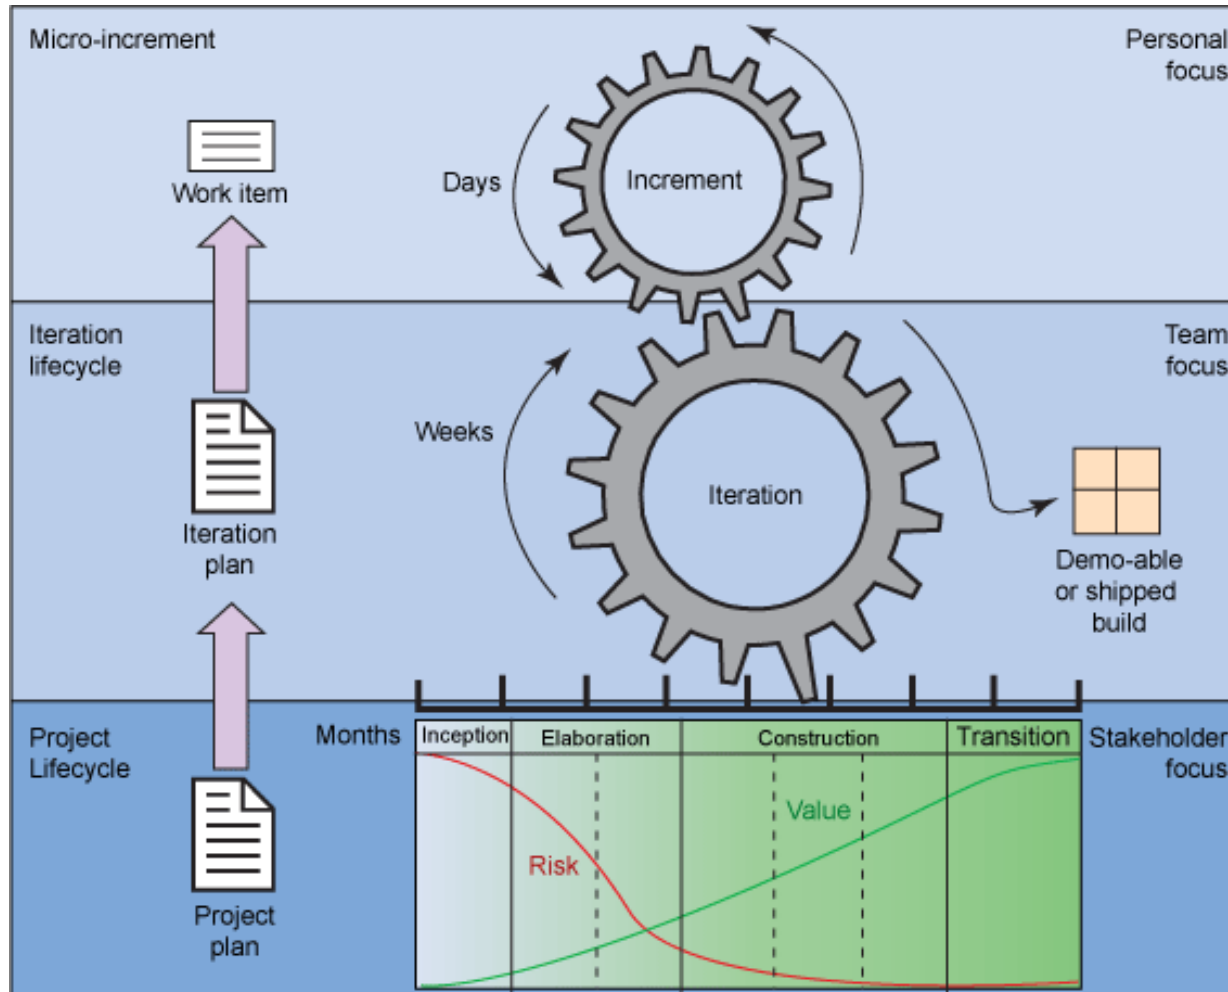 Micro-increment
Personal
focus
Work item
Days
Increment
Iteration
lifecycle
Team
focus
Weeks
Iteration
Iteration
plan
Demo-able
or shipped
build
Project
Lifecycle
Months
Inception
Elaboration
Construction
Transition
Stakeholder
focus
Value
Risk
Project
plan